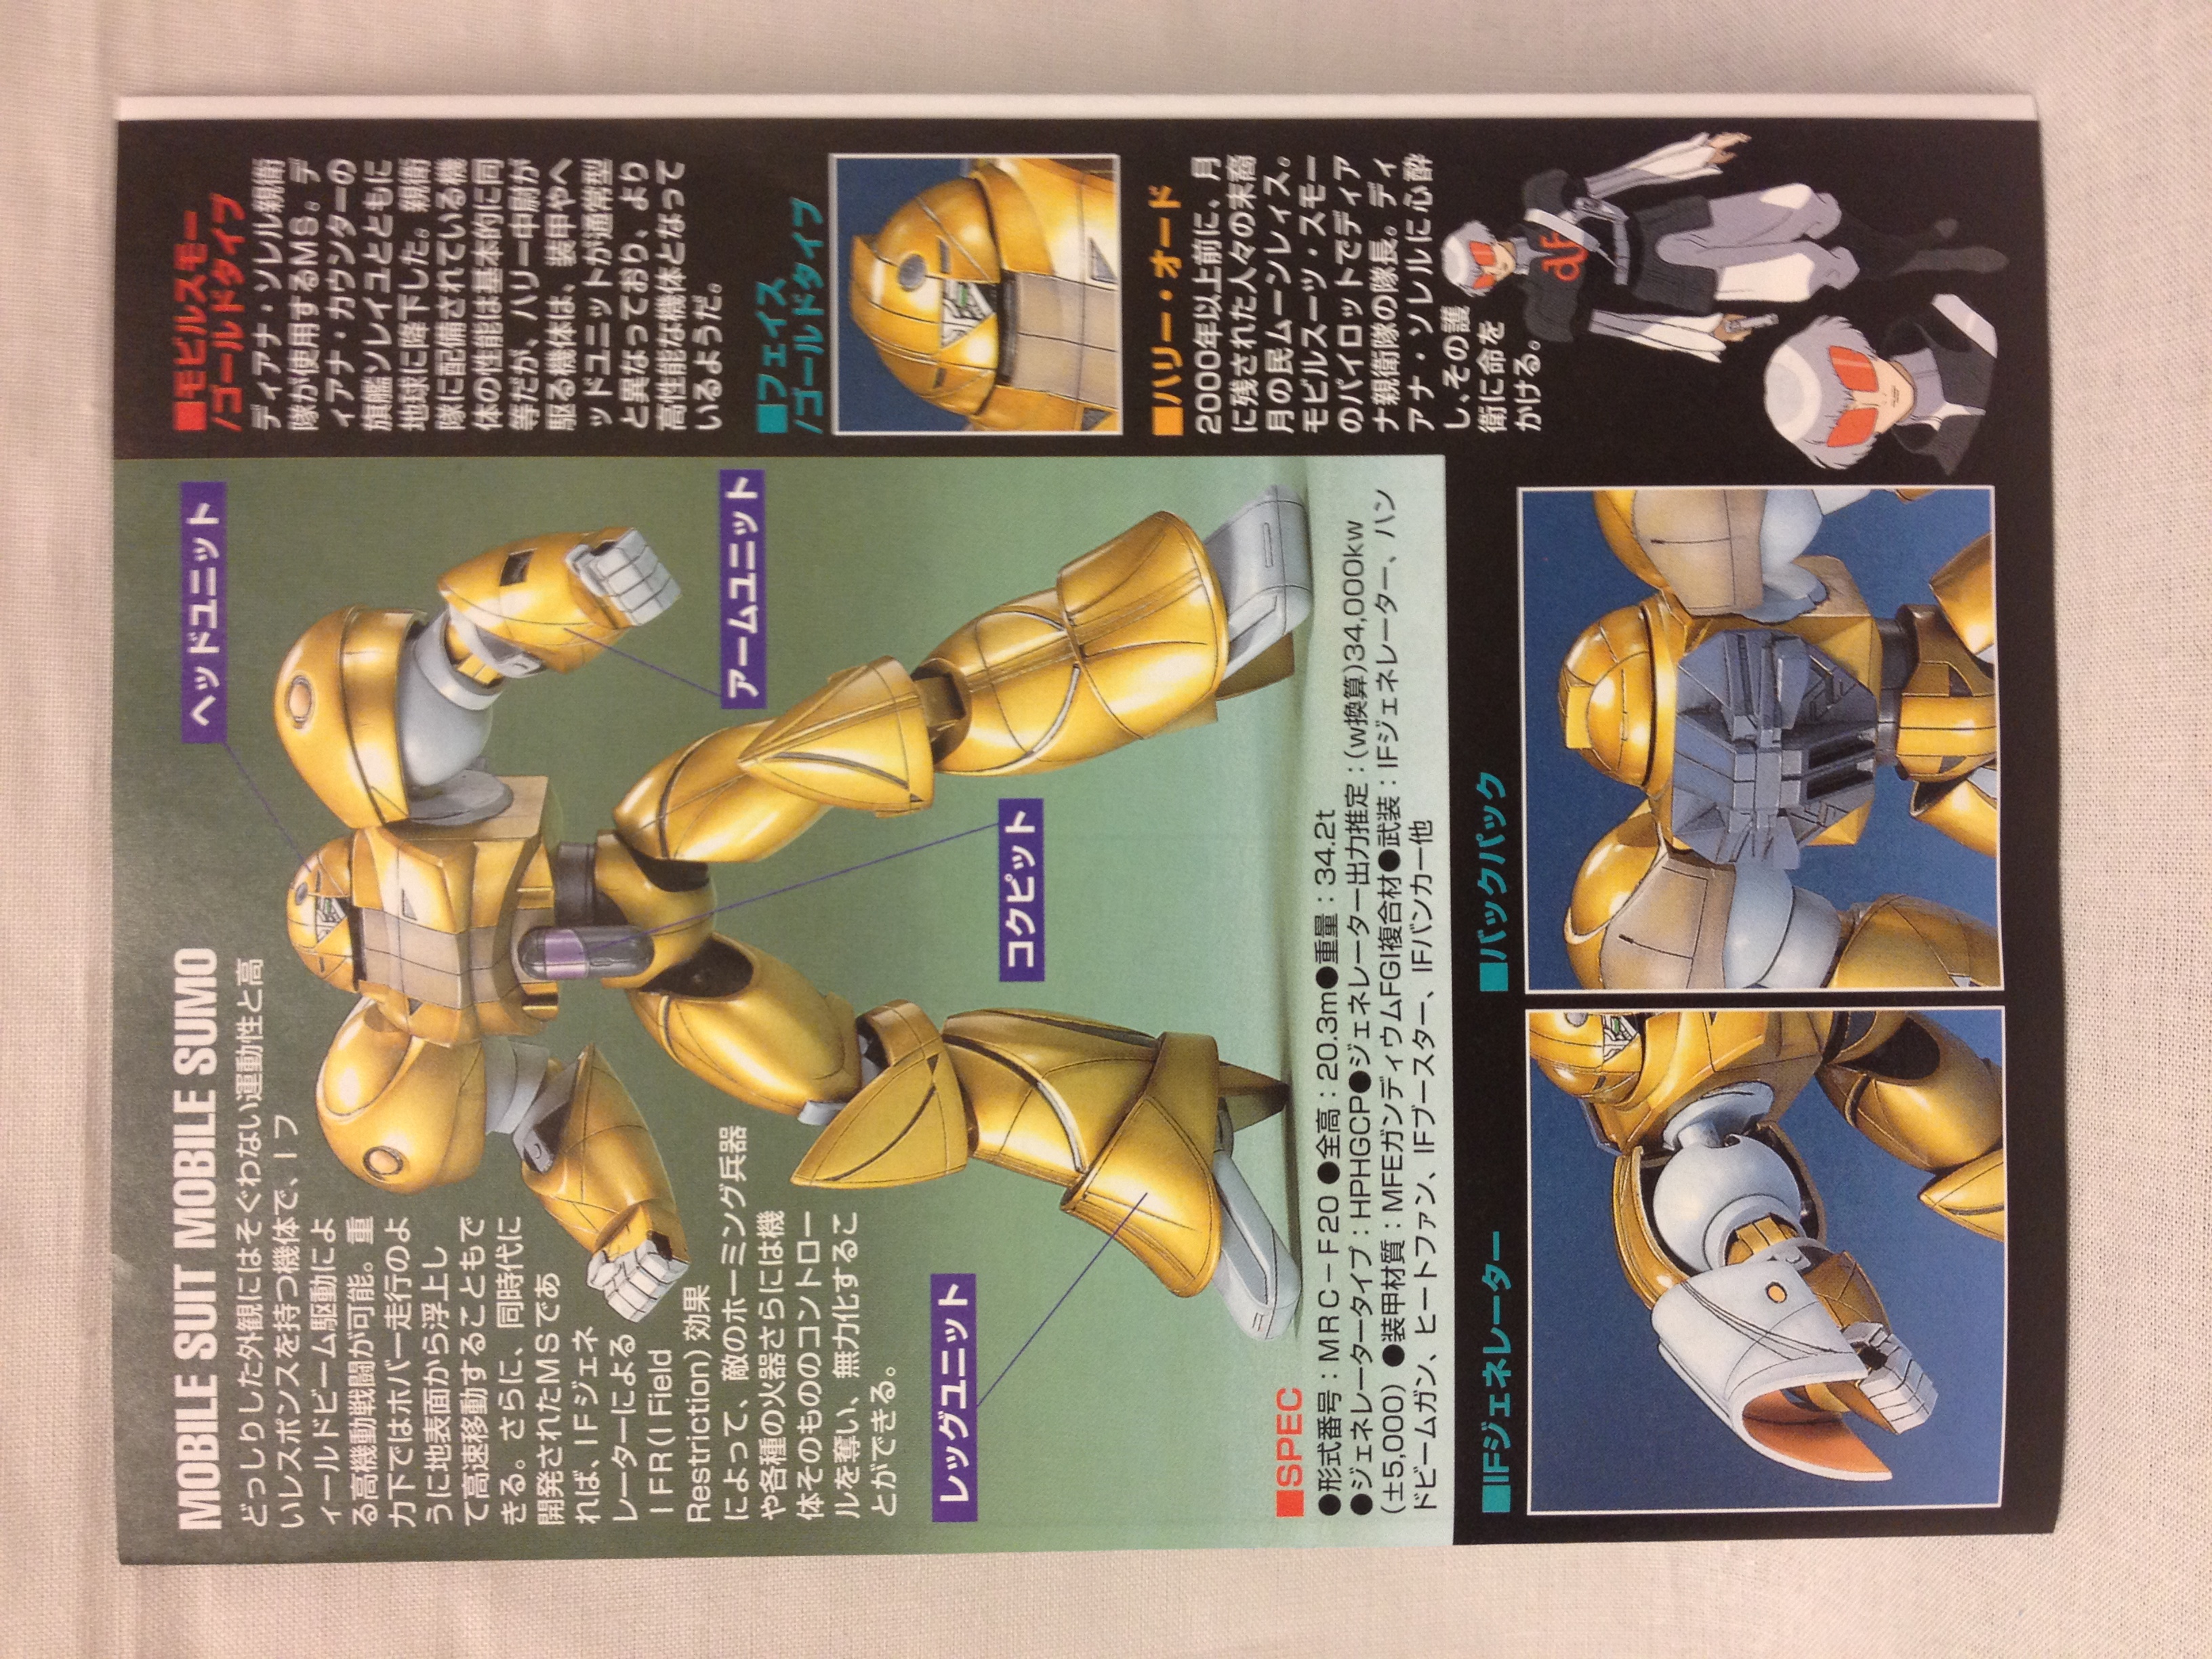 MOBILE SUIT MOBILE SUMO
どっしりした外観にはそぐわない運動性と高
いレスポンスを持つ機体で、Iフ
ィールドビーム駆動によ
る高機動戦闘が可能。重
力下ではホバー走行のよ
うに地表面から浮上し
て高速移動することもで
きる。さらに、同時代に
開発されたMSであ
れば、IFジェネ
レーターによる
IFR(I Field
Restriction)効果
によって、敵のホーミング兵器
や各種の火器さらには機
体そのもののコントロー
ルを奪い、無力化するこ
とができる。
ヘッドユニット
アームユニット
レッグユニット
コクピット
■SPEC
●形式番号：MRC－F20 ●全高：20.3m●重量：34.2t
●ジェネレータータイプ：HPHGCP●ジェネレーター出力推定：(w換算)34,000kw
(±5,000) ●装甲材質：MFEガンディウムFGI複合材●武装：IFジェネレーター、ハン
ドビームガン、ヒートファン、IFブースター、IFバンカー他
■IFジェネレーター
■バックパック
■モビルスモー
/ゴールドタイプ
ディアナ・ソレル親衛
隊が使用するMS。デ
ィアナ・カウンターの
旗艦ソレイユとともに
地球に降下した。親衛
隊に配備されている機
体の性能は基本的に同
等だが、ハリー中尉が
駆る機体は、装甲やヘ
ッドユニットが通常型
と異なっており、より
高性能な機体となって
いるようだ。
■フェイス
/ゴールドタイプ
■ハリー・オード
2000年以上前に、月
に残された人々の末裔
月の民ムーンレィス。
モビルスーツ・スモー
のパイロットでディア
ナ親衛隊の隊長。ディ
アナ・ソレルに心酔
し、その護
衛に命を
かける。